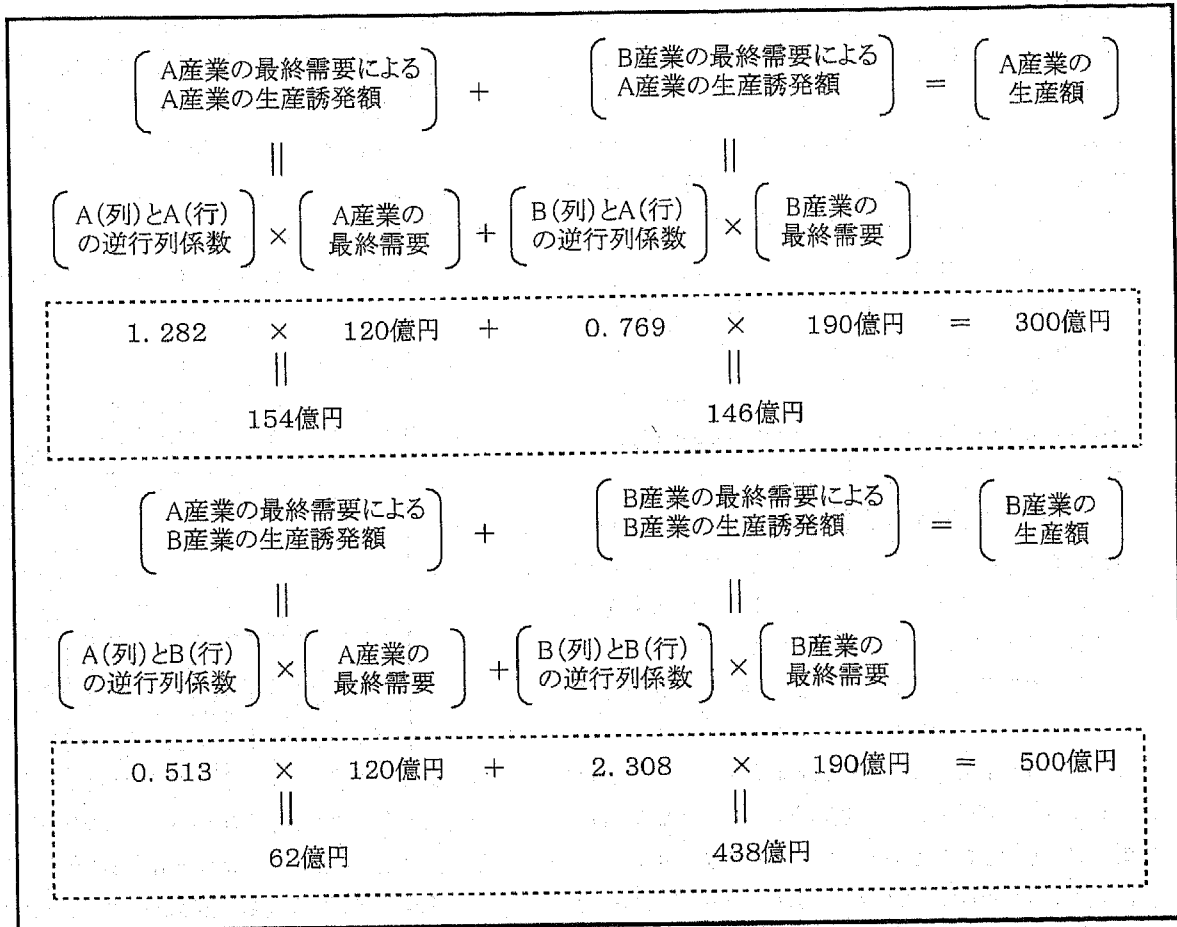 A産業の最終需要による B産業の最終需要による A産業の
A産業の生産誘発額 + A産業の生産誘発額 = 生産額
|| ||
A(列)とA(行) A産業の B(列)とA(行) B産業の
の逆行列係数 × 最終需要 + の逆行列係数 × 最終需要
1. 282 × 120億円 + 0. 769 × 190億円 = 300億円
|| ||
154億円 146億円
A産業の最終需要による B産業の最終需要による B産業の
B産業の生産誘発額 + B産業の生産誘発額 = 生産額
|| ||
A(列)とB(行) A産業の B(列)とB(行) B産業の
の逆行列係数 × 最終需要 + の逆行列係数 × 最終需要
0. 513 × 120億円 + 2. 308 × 190億円 = 500億円
|| ||
62億円 438億円